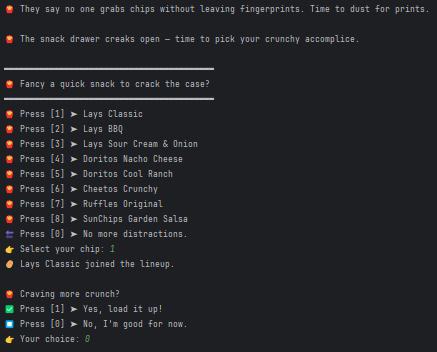 🍟 They say no one grabs chips without leaving fingerprints. Time to dust for prints.
🍟 The snack drawer creaks open — time to pick your crunchy accomplice.
🍟 Fancy a quick snack to crack the case?
🍟 Press [1] ➤ Lays Classic
🍟 Press [2] ➤ Lays BBQ
🍟 Press [3] ➤ Lays Sour Cream & Onion
🍟 Press [4] ➤ Doritos Nacho Cheese
🍟 Press [5] ➤ Doritos Cool Ranch
🍟 Press [6] ➤ Cheetos Crunchy
🍟 Press [7] ➤ Ruffles Original
🍟 Press [8] ➤ SunChips Garden Salsa
🔙 Press [0] ➤ No more distractions.
👉 Select your chip: 1
🥔 Lays Classic joined the lineup.
🍟 Craving more crunch?
✅ Press [1] ➤ Yes, load it up!
⏹️ Press [0] ➤ No, I'm good for now.
👉 Your choice: 0